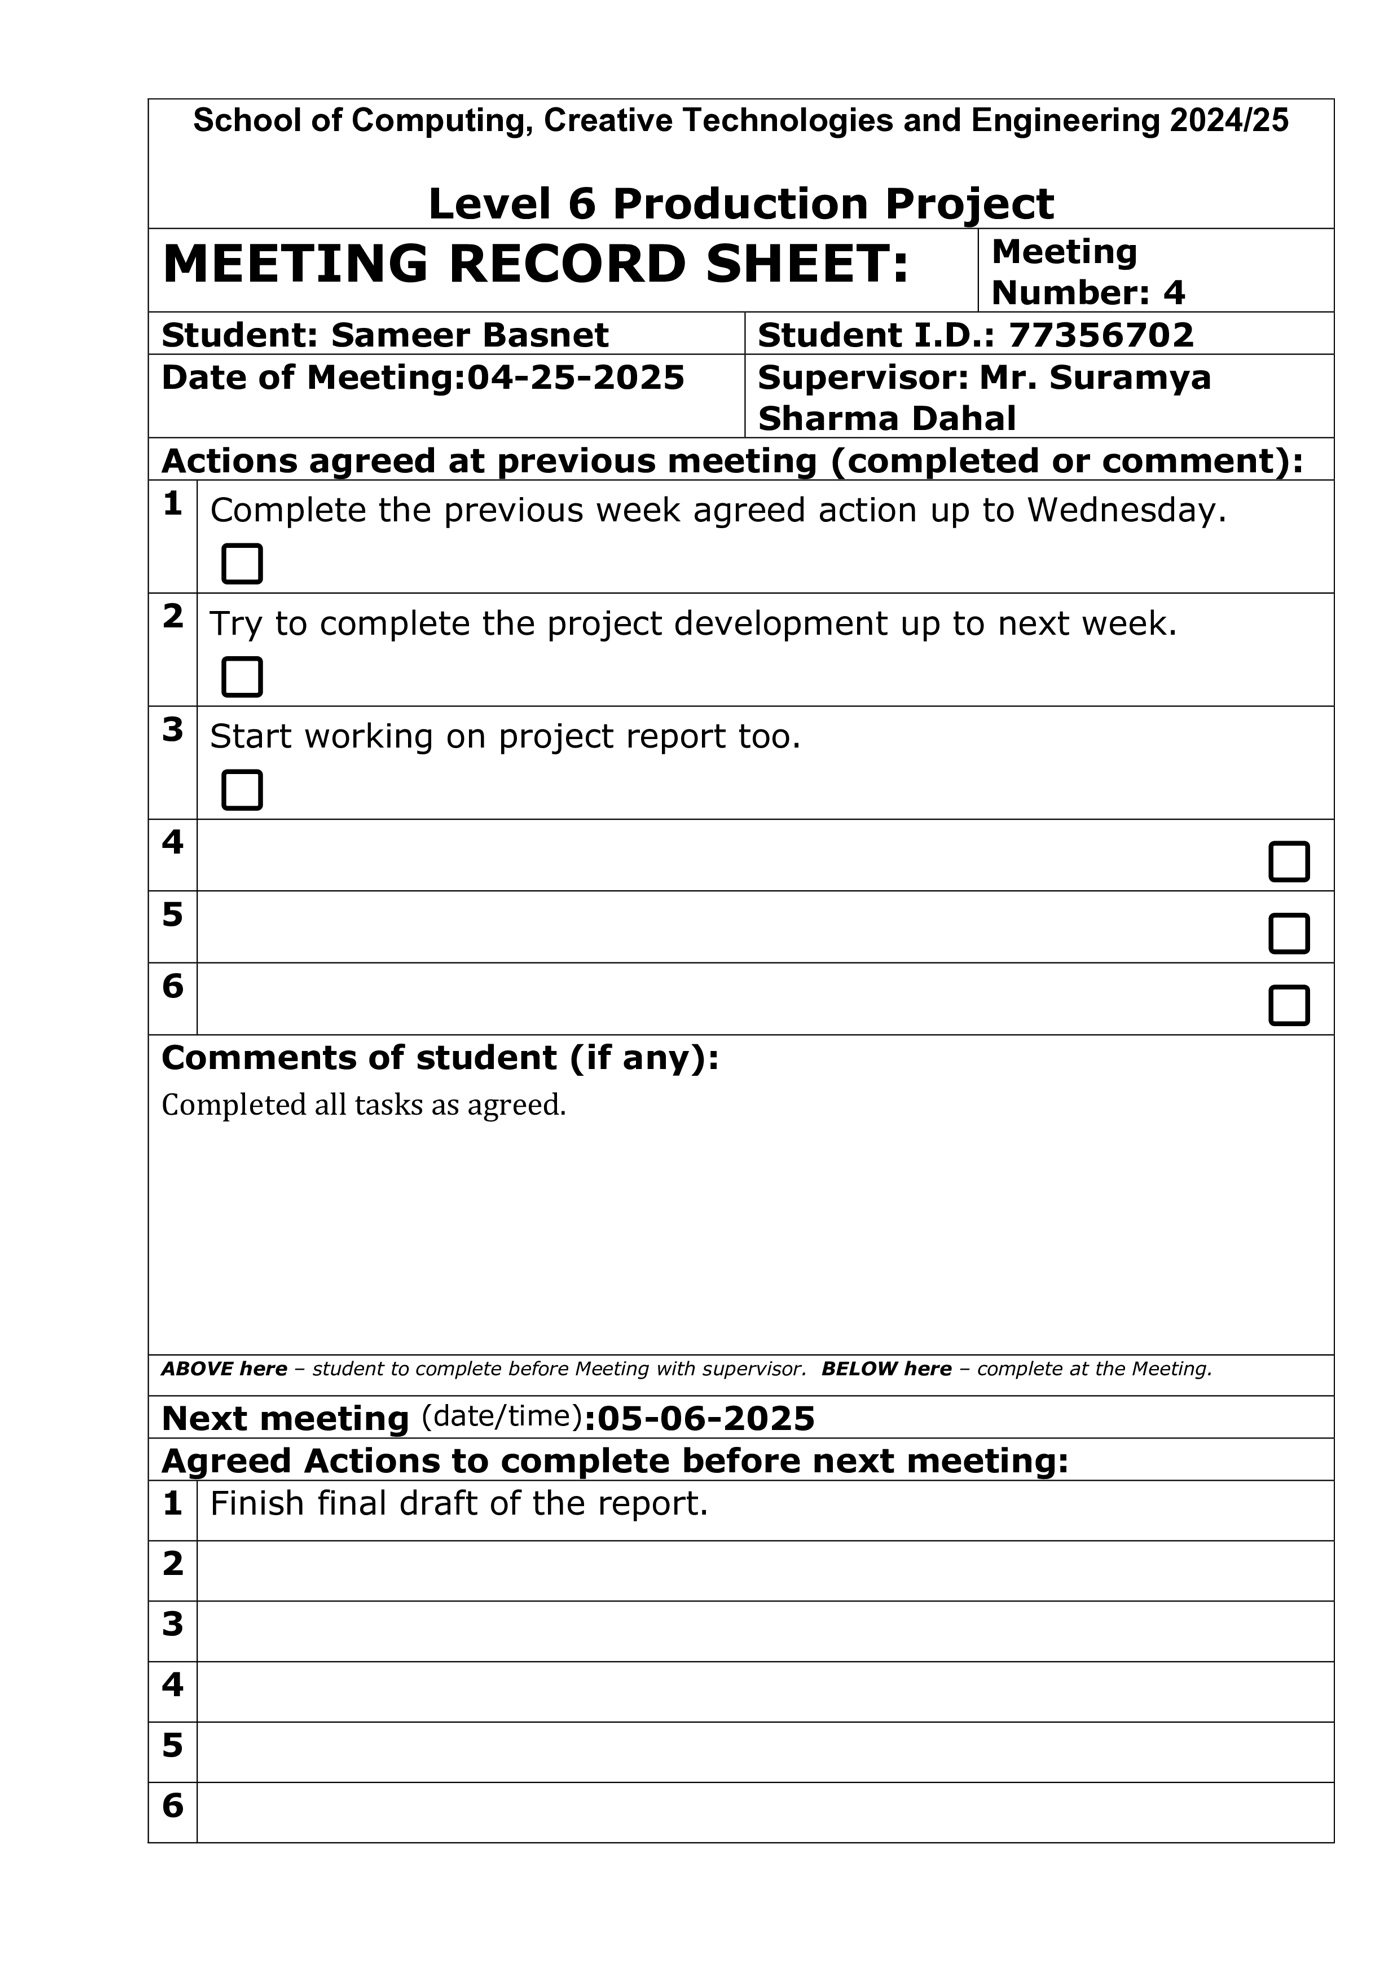 School of Computing, Creative Technologies and Engineering 2024/25
Level 6 Production Project
MEETING RECORD SHEET:
Meeting
Number: 4
Student: Sameer Basnet
Student I.D.: 77356702
Date of Meeting:04-25-2025
Supervisor: Mr. Suramya
Sharma Dahal
Actions agreed at previous meeting (completed or comment):
1 Complete the previous week agreed action up to Wednesday.
2 Try to complete the project development up to next week.
3 Start working on project report too.
4
5
6
Comments of student (if any):
Completed all tasks as agreed.
ABOVE here – student to complete before Meeting with supervisor. BELOW here – complete at the Meeting.
Next meeting (date/time):05-06-2025
Agreed Actions to complete before next meeting:
1 Finish final draft of the report.
2
3
4
5
6